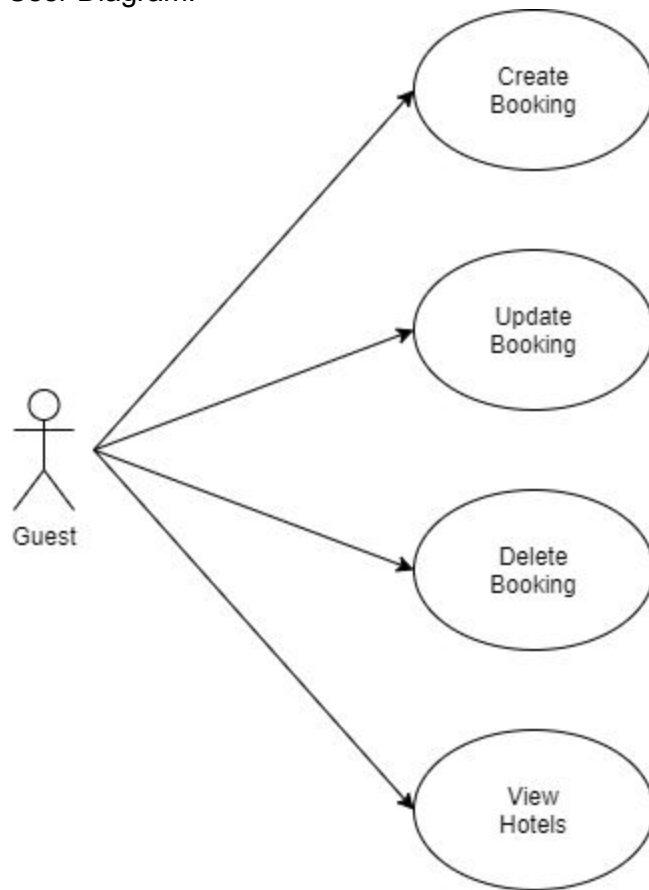 User Diagram:
Create
Booking
Update
Booking
Guest
Delete
Booking
View
Hotels